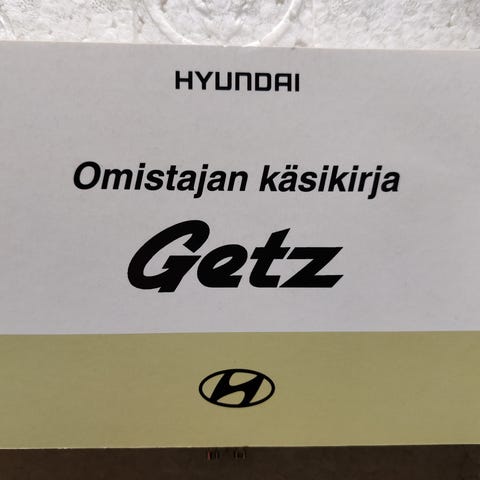 HYUNDAI
Omistajan käsikirja
Getz